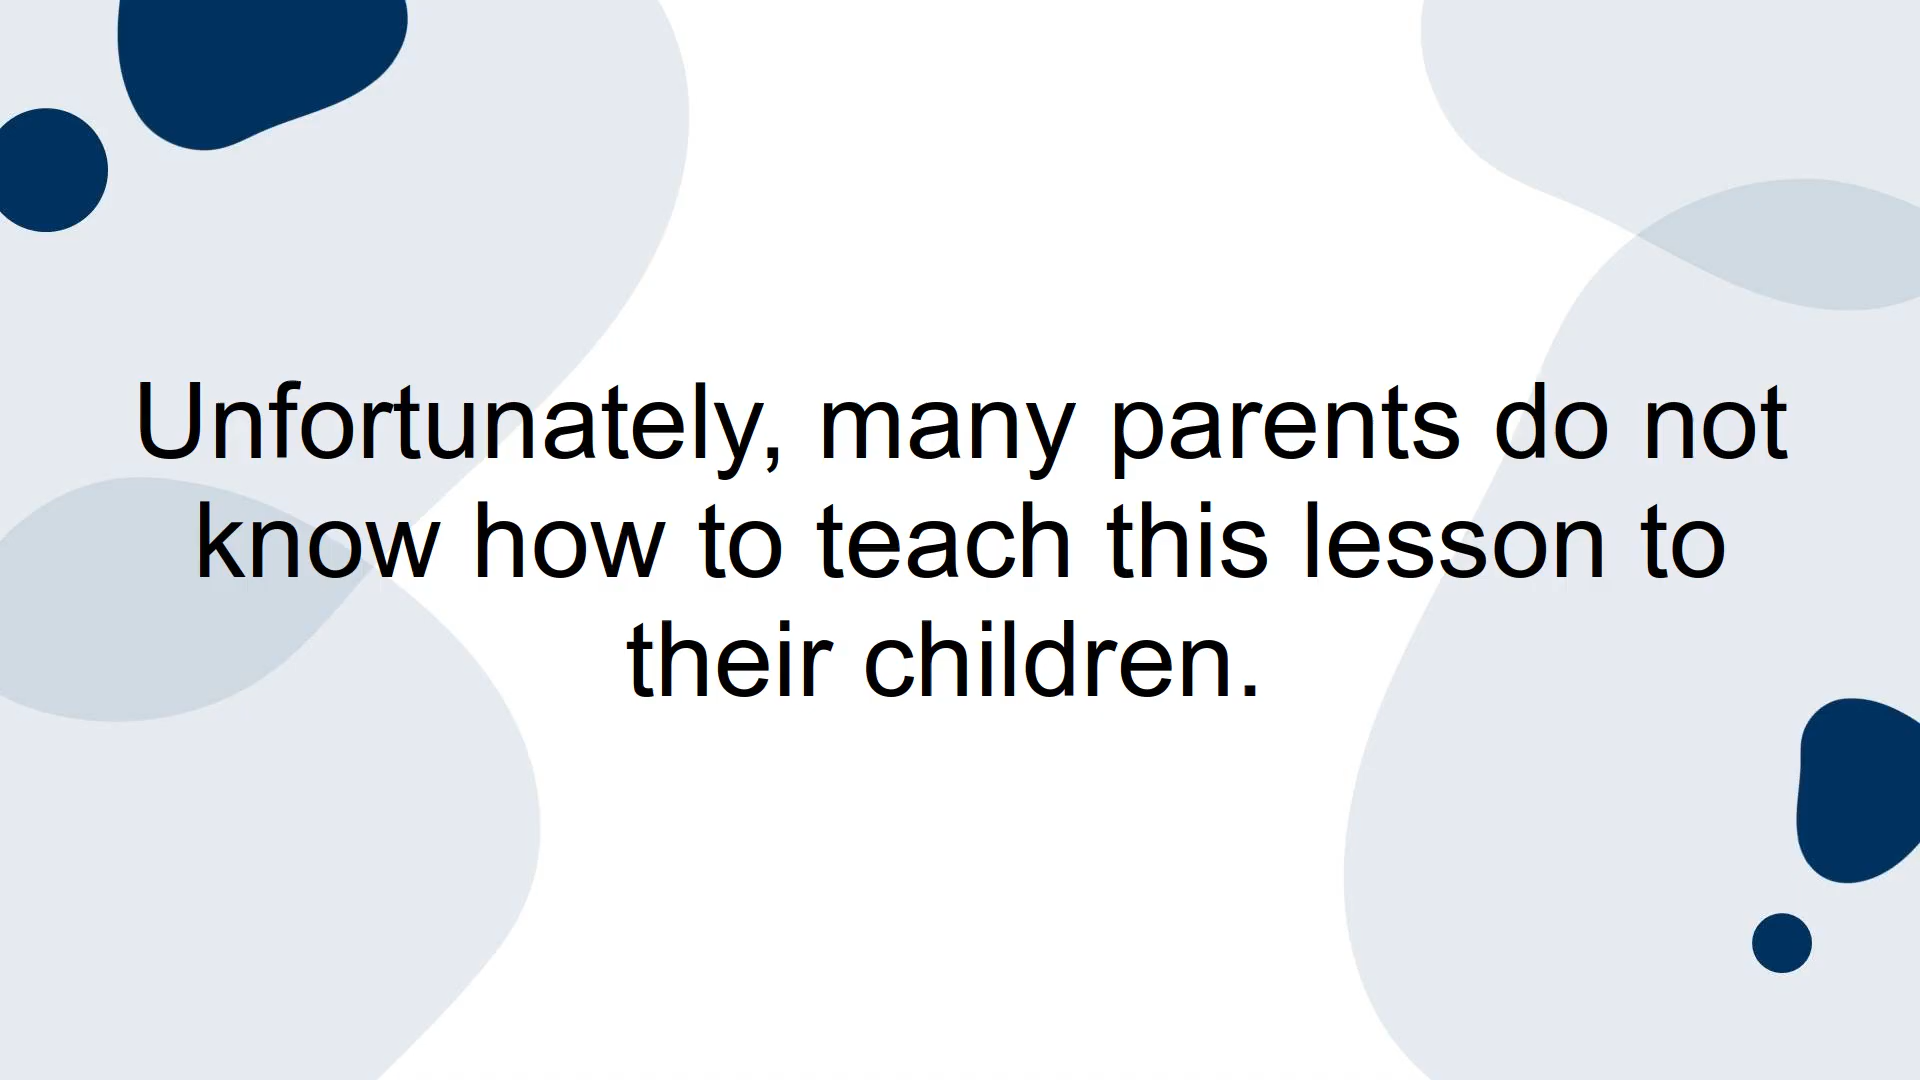 Unfortunately, many parents do not
know how to teach this lesson to
their children.